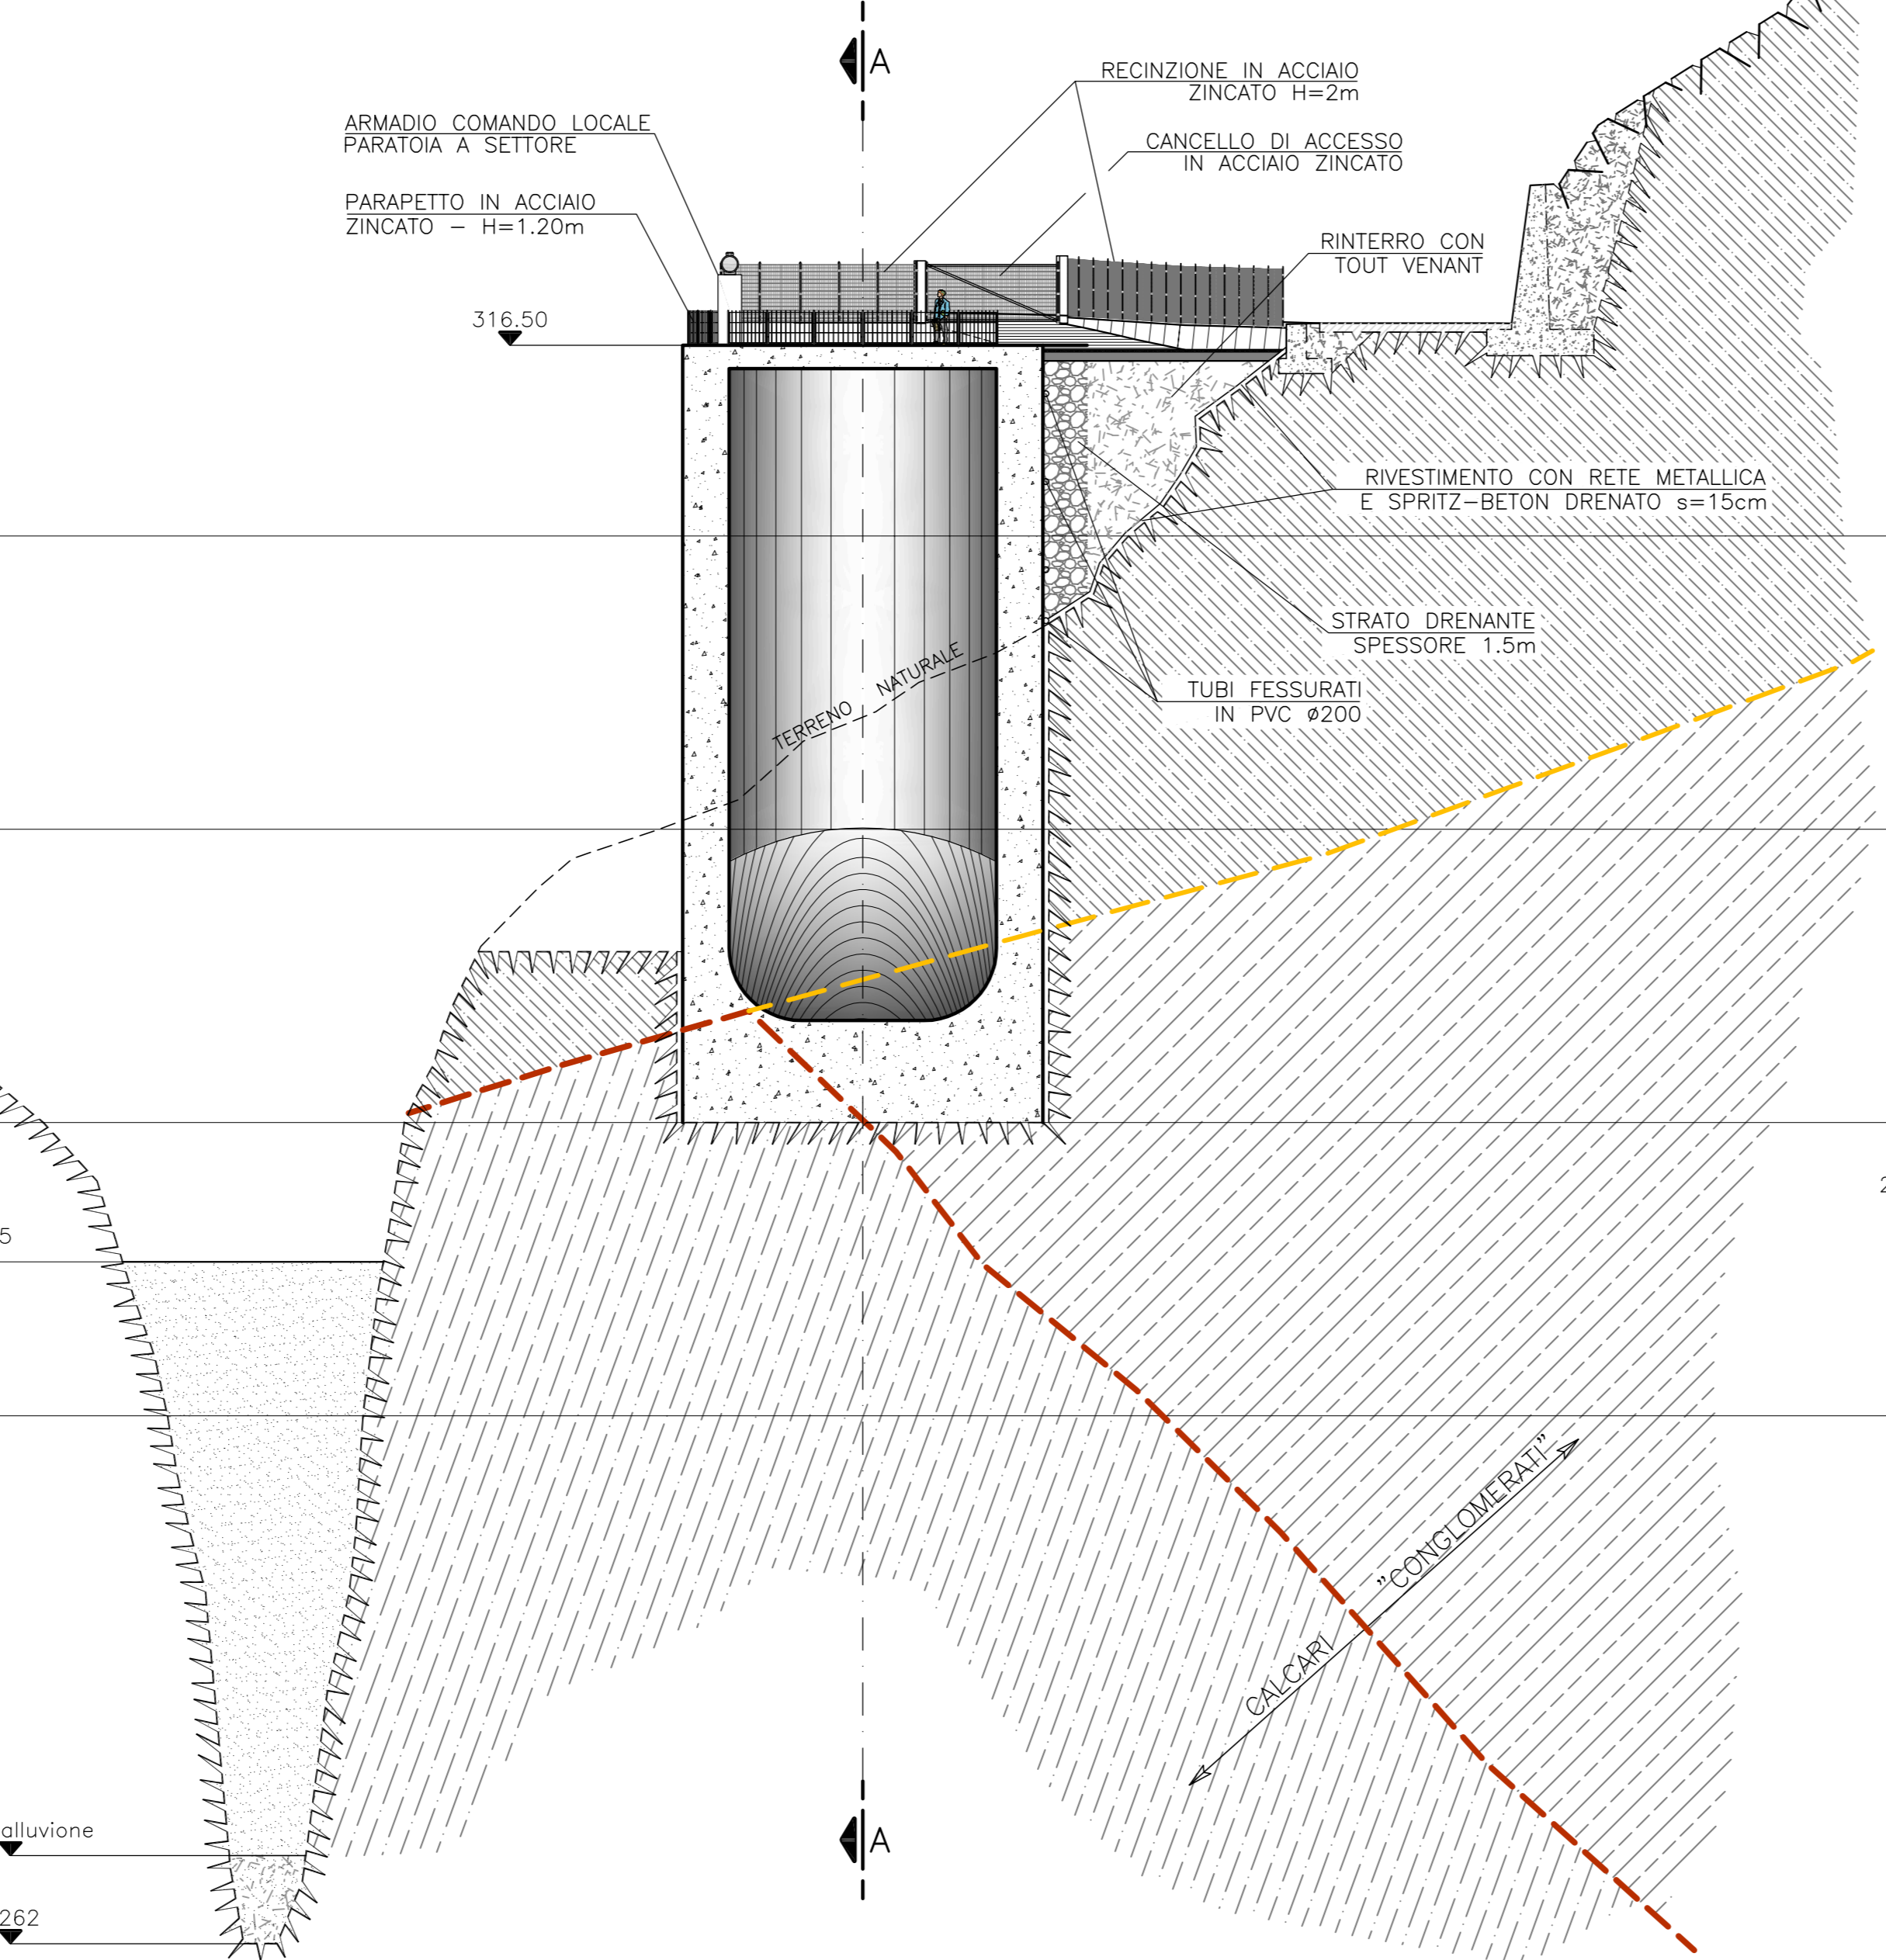 A
RECINZIONE IN ACCIAIO
ZINCATO H=2m
ARMADIO COMANDO LOCALE
PARATOIA A SETTORE
CANCELLO DI ACCESSO
IN ACCIAIO ZINCATO
PARAPETTO IN ACCIAIO
ZINCATO – H=1.20m
RINTERRO CON
TOUT VENANT
316.50
RIVESTIMENTO CON RETE METALLICA
E SPRITZ–BETON DRENATO s=15cm
STRATO DRENANTE
SPESSORE 1.5m
TERRENO NATURALE
TUBI FESSURATI
IN PVC ø200
2
5
"CONGLOMERATI"
CALCARI
alluvione
A
262